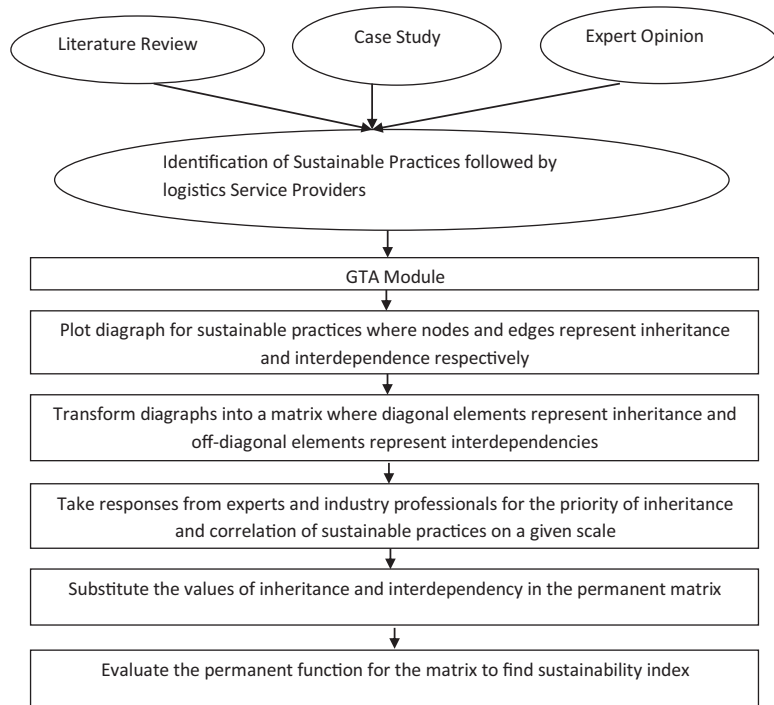 Literature Review
Case Study
Expert Opinion
Identification of Sustainable Practices followed by
logistics Service Providers
GTA Module
Plot diagraph for sustainable practices where nodes and edges represent inheritance
and interdependence respectively
Transform diagraphs into a matrix where diagonal elements represent inheritance and
off-diagonal elements represent interdependencies
Take responses from experts and industry professionals for the priority of inheritance
and correlation of sustainable practices on a given scale
Substitute the values of inheritance and interdependency in the permanent matrix
Evaluate the permanent function for the matrix to find sustainability index